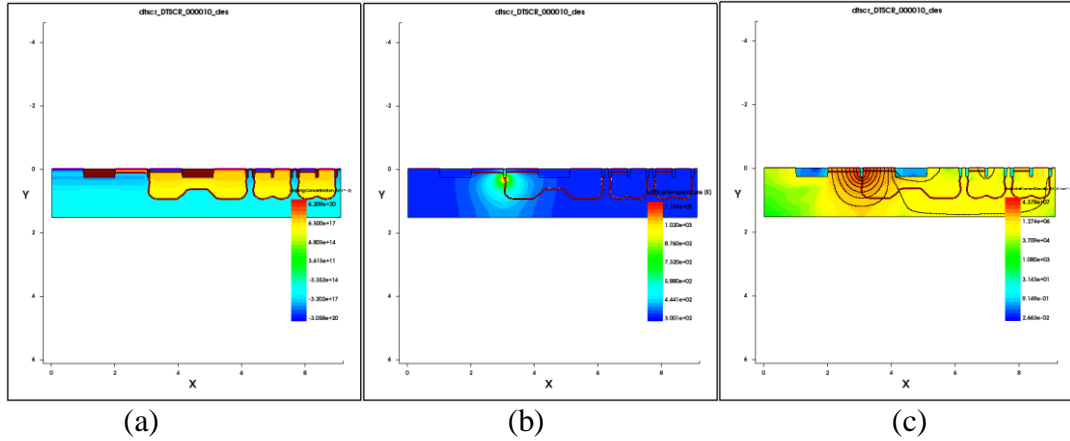 dtscr_DTSCR_000010_des
-4
-2
0
2
4
6
Y
0 2 4 6 8
X
6.209e+20
6.500e+17
6.805e+14
3.615e+11
-3.352e+14
-3.202e+17
-3.058e+20
(a)
dtscr_DTSCR_000010_des
-4
-2
0
2
4
6
Y
0 2 4 6 8
X
1.020e+03
8.760e+02
7.320e+02
5.880e+02
4.441e+02
3.001e+02
(b)
dtscr_DTSCR_000010_des
-4
-2
0
2
4
6
Y
0 2 4 6 8
X
4.378e+07
1.274e+06
3.709e+04
1.080e+03
3.143e+01
9.149e-01
2.663e-02
(c)